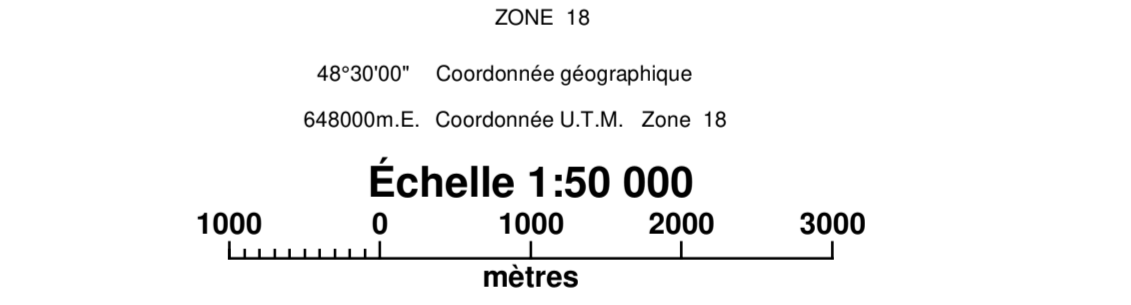 ZONE 18
48°30'00" Coordonnée géographique
648000m.E. Coordonnée U.T.M. Zone 18
Échelle 1:50 000
1000 0 1000 2000 3000
mètres